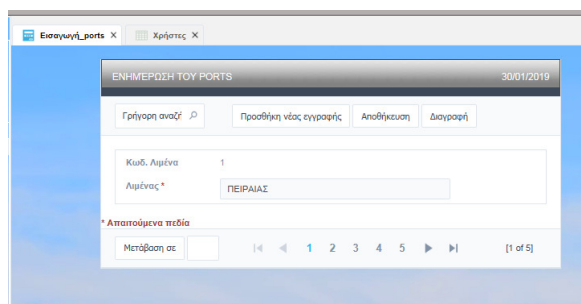 Εισαγωγή_ports X Χρήστες X
ΕΝΗΜΈΡΩΣΗ ΤΟΥ PORTS 30/01/2019
Γρήγορη αναζή Προσθήκη νέας εγγραφής Αποθήκευση Διαγραφή
Κωδ. Λιμένα 1
Λιμένας * ΠΕΙΡΑΙΑΣ
* Απαιτούμενα πεδία
Μετάβαση σε 1 2 3 4 5 [1 of 5]